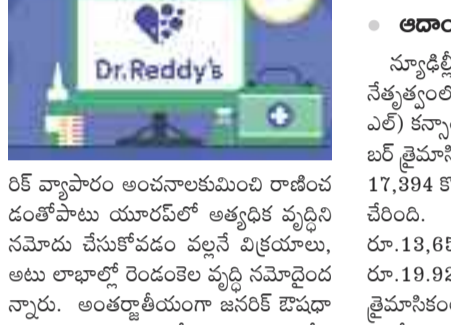 Dr.Reddy's
రిక్ వ్యాపారం అంచనాలకుమించి రాణించ
డంతోపాటు యూరప్‌లో అత్యధిక వృద్ధిని
నమోదు చేసుకోవడం వల్లనే విక్రయాలు,
అటు లాభాల్లో రెండంకెల వృద్ధి నమోదైంద
న్నారు. అంతర్జాతీయంగా జనరిక్ ఔషధా
న్యూఢిల్లీ
నేతృత్వంలో
ఎల్) కన్సా
బర్ త్రైమాసి
17,394 కో
చేరింది.
రూ.13,65
రూ.19.92
త్రైమాసికం